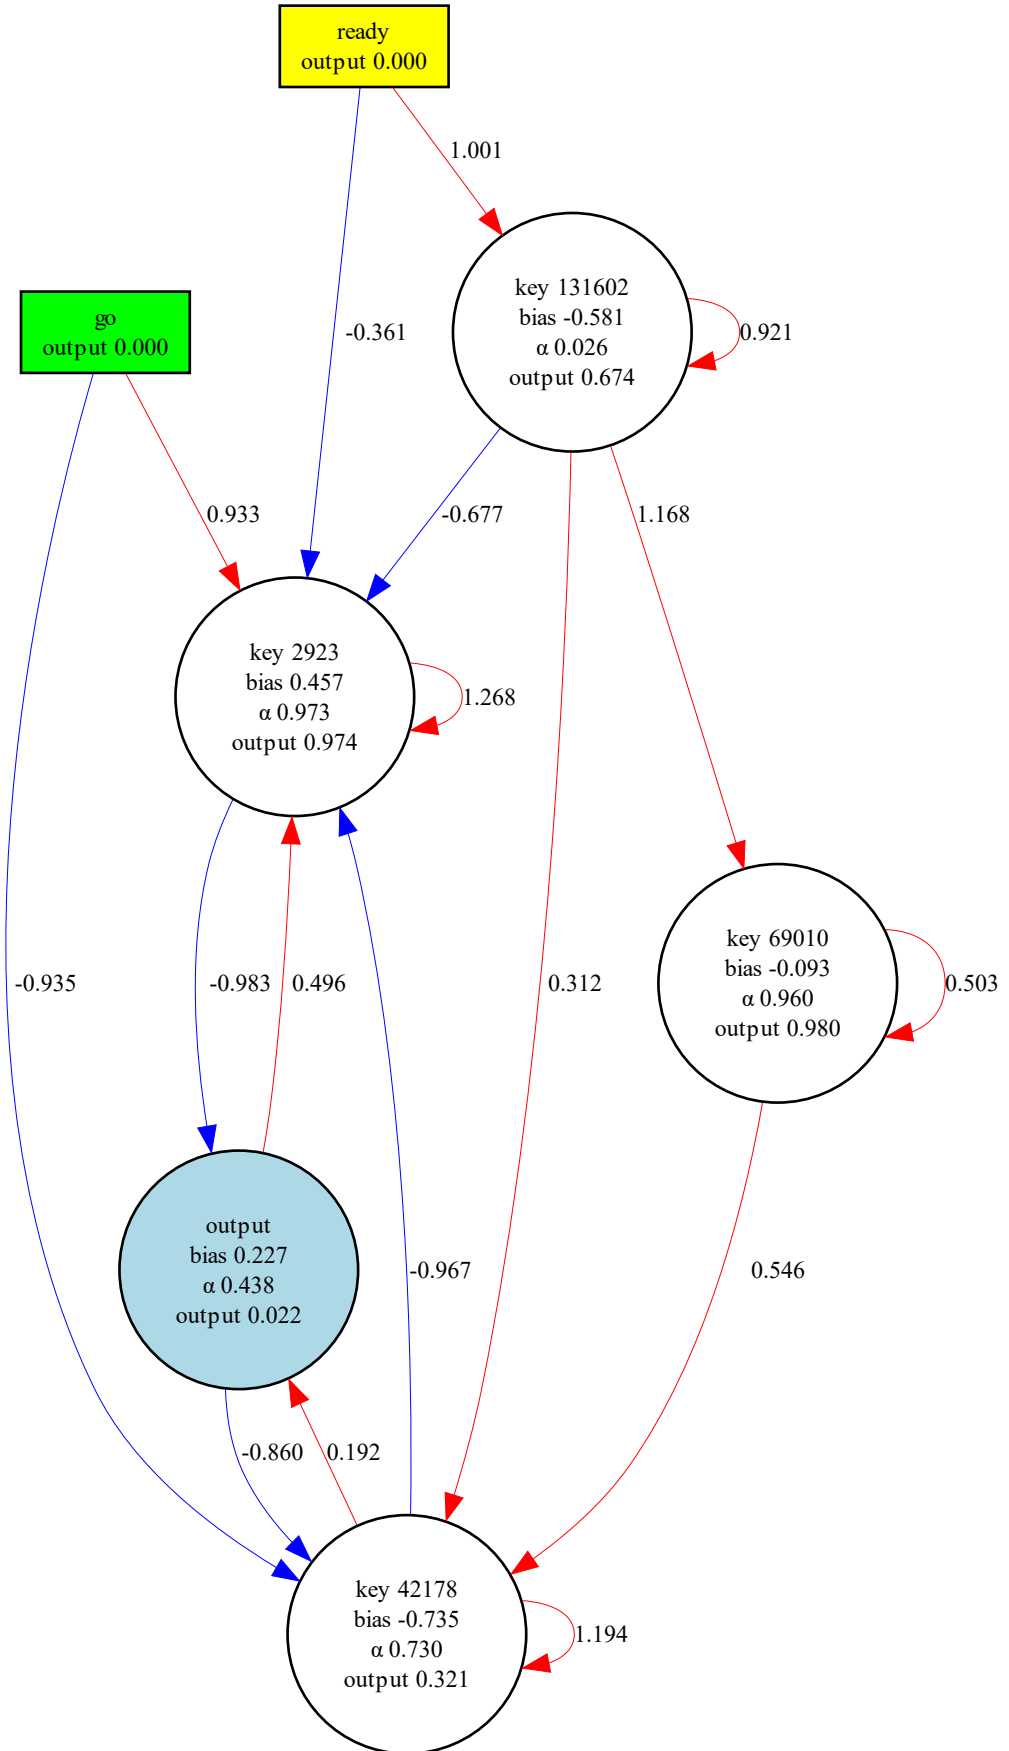 ready
output 0.000
1.001
key 131602
bias -0.581
α 0.026
output 0.674
0.921
go
output 0.000
-0.361
0.933
-0.677
1.168
key 2923
bias 0.457
α 0.973
output 0.974
1.268
-0.935
-0.983
0.496
0.312
key 69010
bias -0.093
α 0.960
output 0.980
0.503
output
bias 0.227
α 0.438
output 0.022
-0.967
0.546
-0.860
0.192
key 42178
bias -0.735
α 0.730
output 0.321
1.194